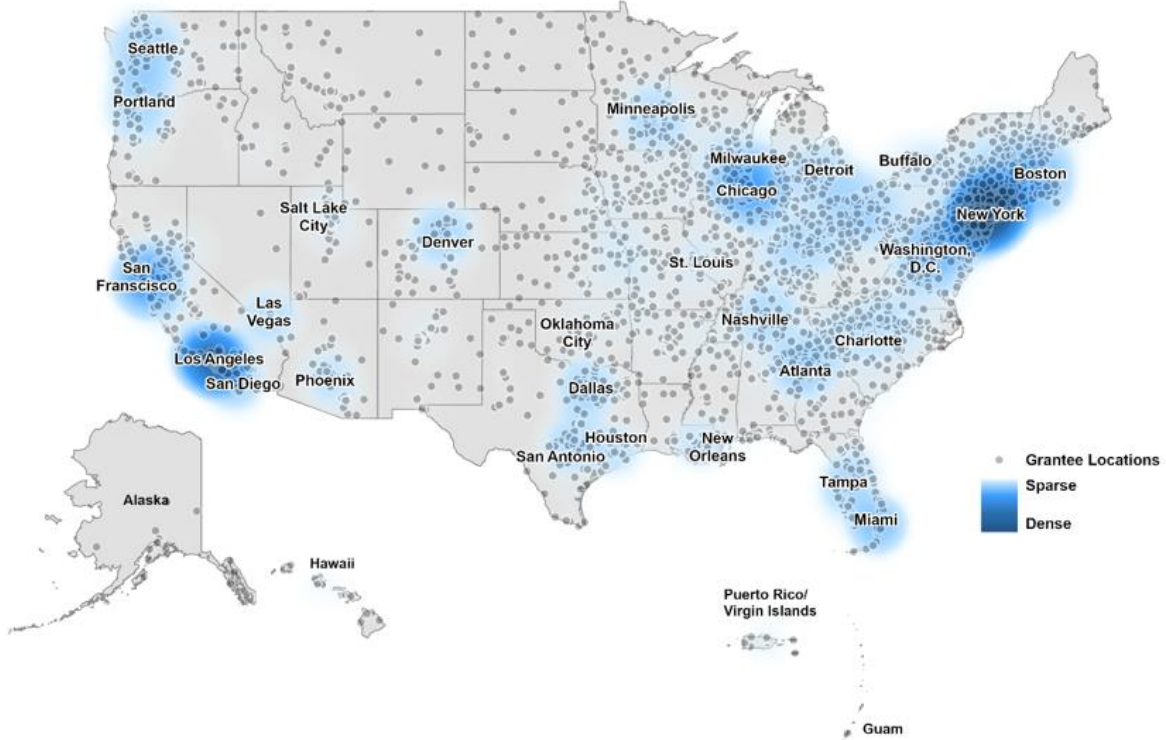 Seattle
Portland
Minneapolis
Milwaukee
Chicago
Detroit
Buffalo
Boston
New York
Washington,
D.C.
Salt Lake
City
Denver
St. Louis
San
Franscisco
Las
Vegas
Oklahoma
City
Nashville
Charlotte
Los Angeles
San Diego
Phoenix
Atlanta
Dallas
Houston
San Antonio
New
Orleans
Tampa
Miami
Grantee Locations
Sparse
Dense
Alaska
Hawaii
Puerto Rico/
Virgin Islands
Guam